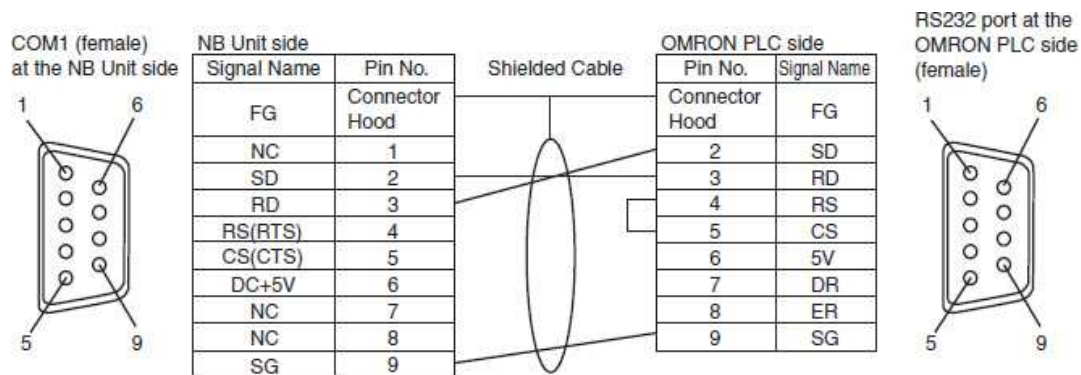 RS232 port at the
OMRON PLC side
(female)
COM1 (female)
at the NB Unit side
1
6
5
9
NB Unit side
Signal Name Pin No.
FG Connector Hood
NC 1
SD 2
RD 3
RS(RTS) 4
CS(CTS) 5
DC+5V 6
NC 7
NC 8
SG 9
Shielded Cable
OMRON PLC side
Pin No. Signal Name
Connector Hood FG
2 SD
3 RD
4 RS
5 CS
6 5V
7 DR
8 ER
9 SG
1
6
5
9